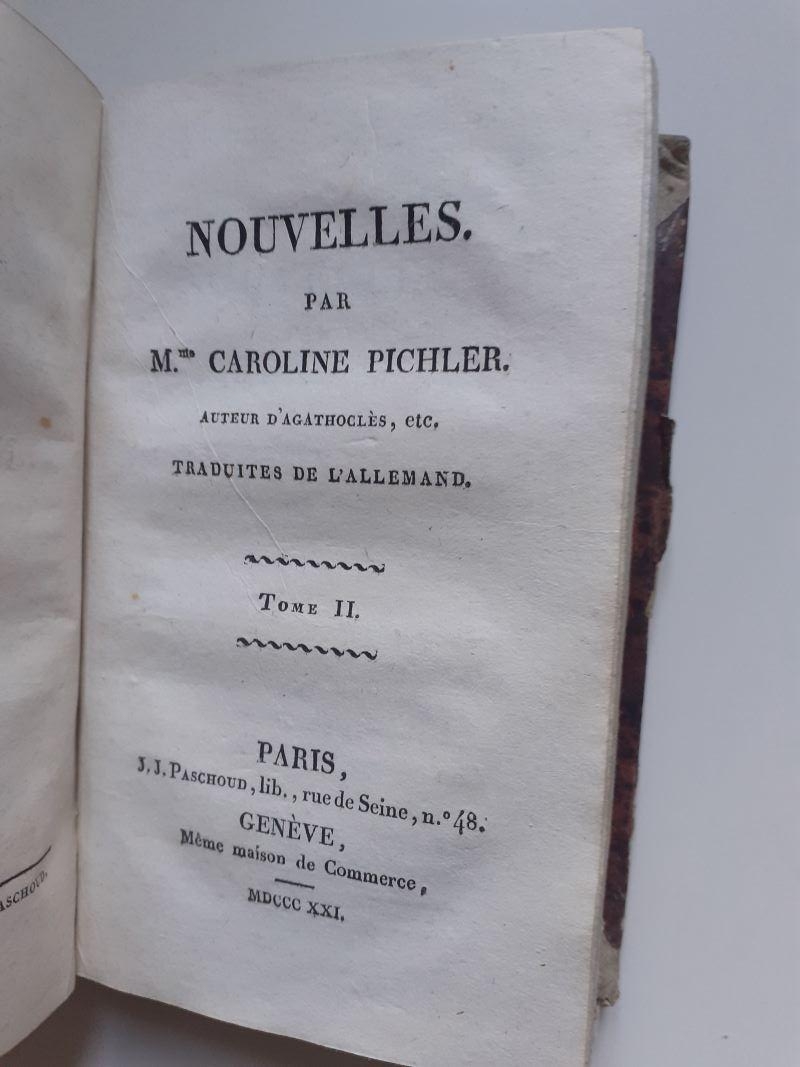 NOUVELLES.
PAR
M.me CAROLINE PICHLER.
AUTEUR D'AGATHOCLÈS, etc.
TRADUITES DE L'ALLEMAND.
TOME II.
PARIS,
J. J. PASCHOUD, lib., rue de Seine, n.º 48.
GENÈVE,
Même maison de Commerce,
MDCCC XXI.